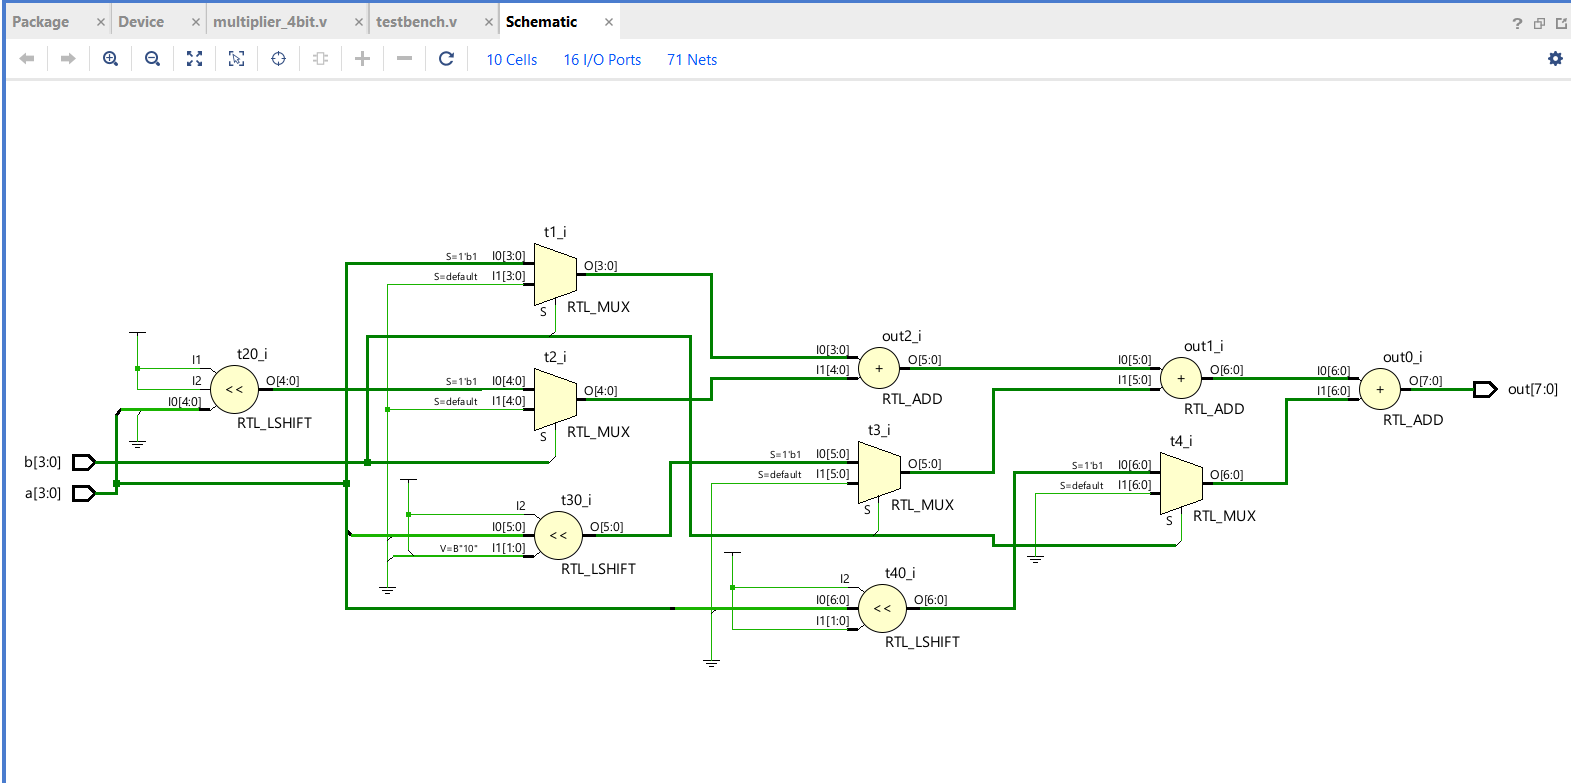 Package × Device × multiplier_4bit.v × testbench.v × Schematic ×
?
10 Cells 16 I/O Ports 71 Nets
t1_i
S=1'b1 I0[3:0]
S=default I1[3:0]
O[3:0]
S
RTL_MUX
t20_i
I1
I2
I0[4:0]
<<
O[4:0]
RTL_LSHIFT
t2_i
S=1'b1 I0[4:0]
S=default I1[4:0]
O[4:0]
S
RTL_MUX
out2_i
I0[3:0]
I1[4:0]
+
O[5:0]
RTL_ADD
out1_i
I0[5:0]
I1[5:0]
+
O[6:0]
RTL_ADD
out0_i
I0[6:0]
I1[6:0]
+
O[7:0]
RTL_ADD
out[7:0]
b[3:0]
a[3:0]
t3_i
S=1'b1 I0[5:0]
S=default I1[5:0]
O[5:0]
S
RTL_MUX
t4_i
S=1'b1 I0[6:0]
S=default I1[6:0]
O[6:0]
S
RTL_MUX
t30_i
I2
I0[5:0]
V=B"10" I1[1:0]
<<
O[5:0]
RTL_LSHIFT
t40_i
I2
I0[6:0]
I1[1:0]
<<
O[6:0]
RTL_LSHIFT